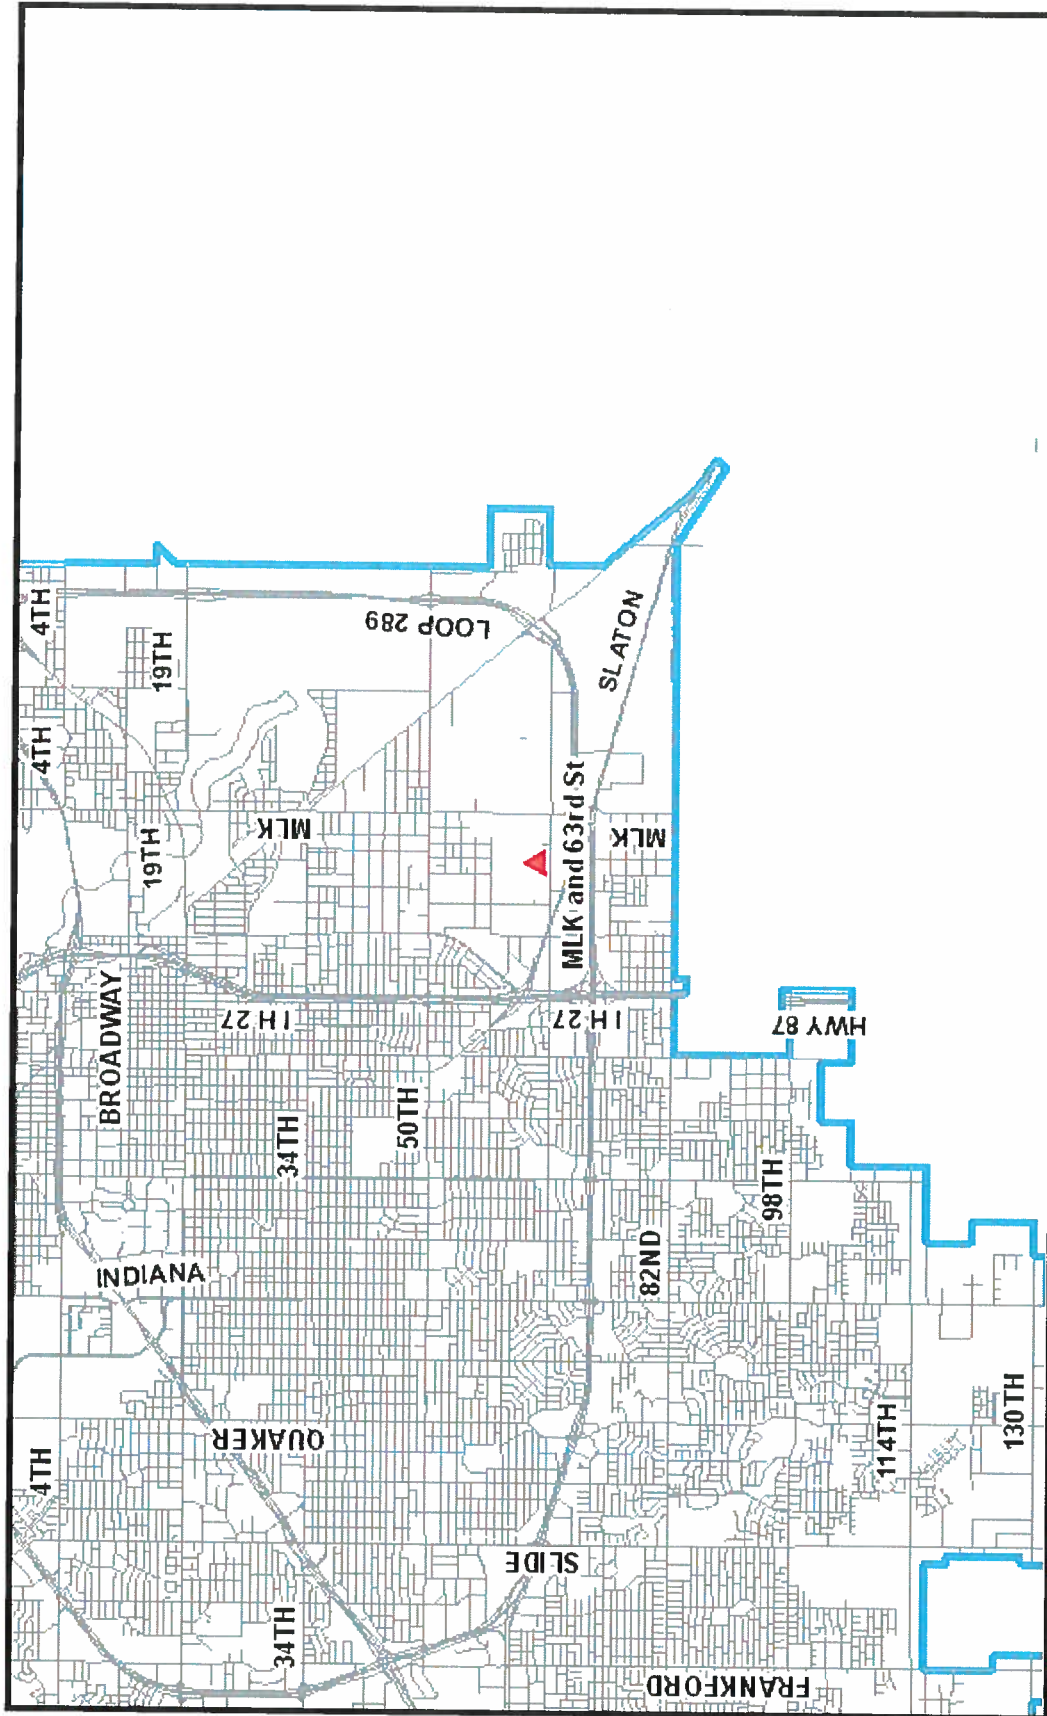 4TH
4TH
4TH
19TH
19TH
LOOP 289
SLATON
MLK
MLK and 63rd St
MLK
BROADWAY
I H 27
I H 27
HWY 87
50TH
34TH
INDIANA
98TH
82ND
QUAKER
114TH
130TH
SLIDE
34TH
FRANKFORD